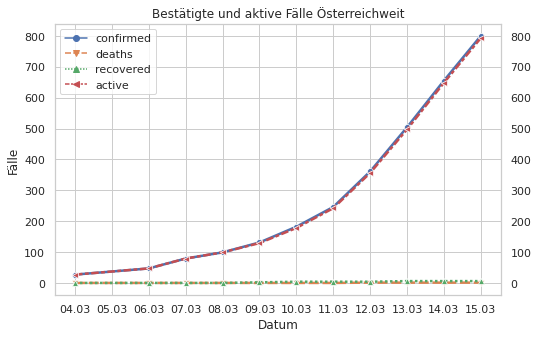 Bestätigte und aktive Fälle Österreichweit
confirmed
deaths
recovered
active
800 800
700 700
600 600
500 500
400 400
300 300
200 200
100 100
0 0
Fälle
04.03 05.03 06.03 07.03 08.03 09.03 10.03 11.03 12.03 13.03 14.03 15.03
Datum